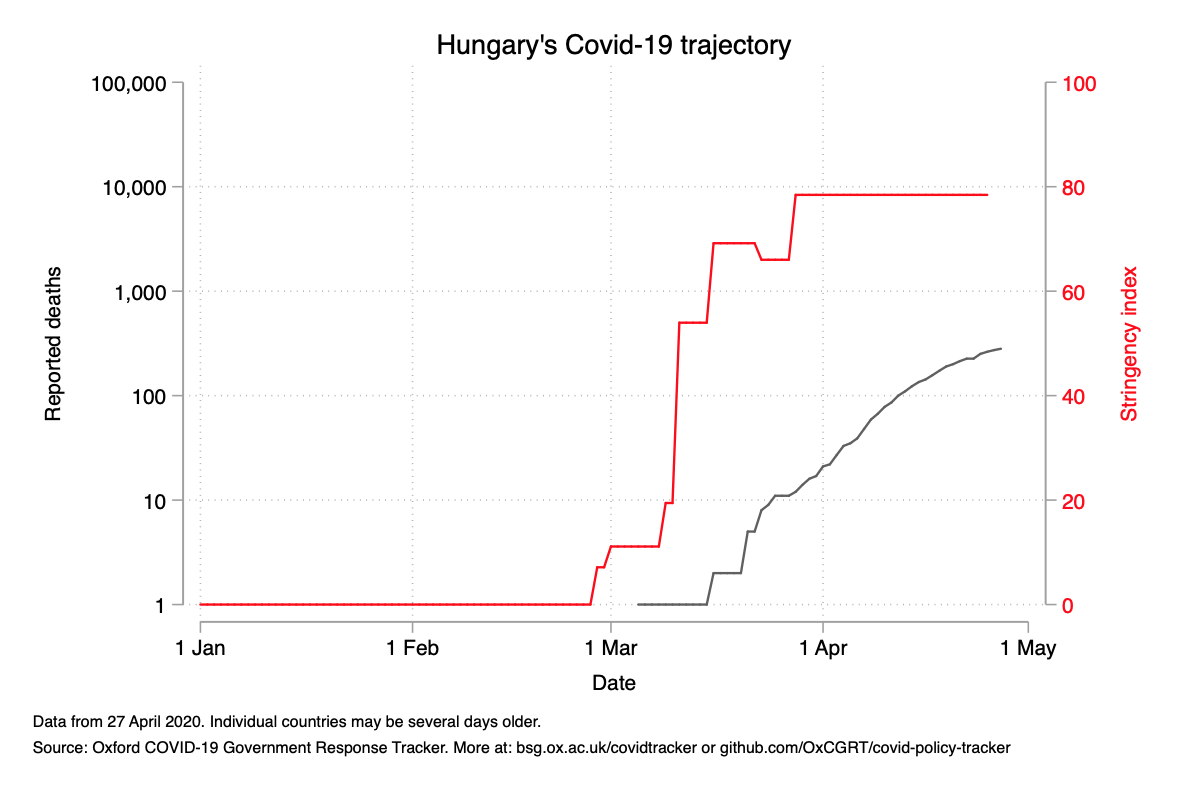 Hungary's Covid-19 trajectory
100,000
10,000
1,000
100
10
1
Reported deaths
100
80
60
40
20
0
Stringency index
1 Jan
1 Feb
1 Mar
1 Apr
1 May
Date
Data from 27 April 2020. Individual countries may be several days older.
Source: Oxford COVID-19 Government Response Tracker. More at: bsg.ox.ac.uk/covidtracker or github.com/OxCGRT/covid-policy-tracker